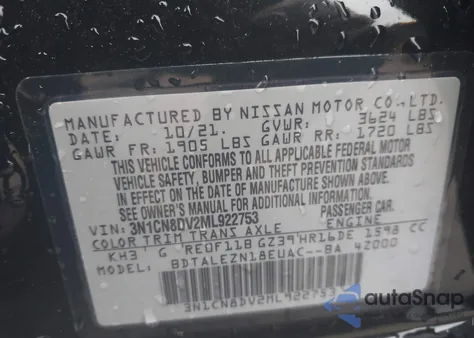 MANUFACTURED BY NISSAN MOTOR CO., LTD.
DATE: 10/21. GVWR: 3624 LBS
GAWR FR: 1905 LBS GAWR RR: 1720 LBS
THIS VEHICLE CONFORMS TO ALL APPLICABLE FEDERAL MOTOR
VEHICLE SAFETY, BUMPER AND THEFT PREVENTION STANDARDS
IN EFFECT ON THE DATE OF MANUFACTURE SHOWN ABOVE.
SEE OWNER'S MANUAL FOR ADDITIONAL INFORMATION.
VIN: 3N1CN8DV2ML922753 PASSENGER CAR.
COLOR TRIM TRANS AXLE ENGINE
KH3 G RE0F11B GZ39 HR16DE 1598 CC
MODEL: BDTALEZN18EUAC--BA 4Z000
3N1CN8DV2ML922753
autoSnap